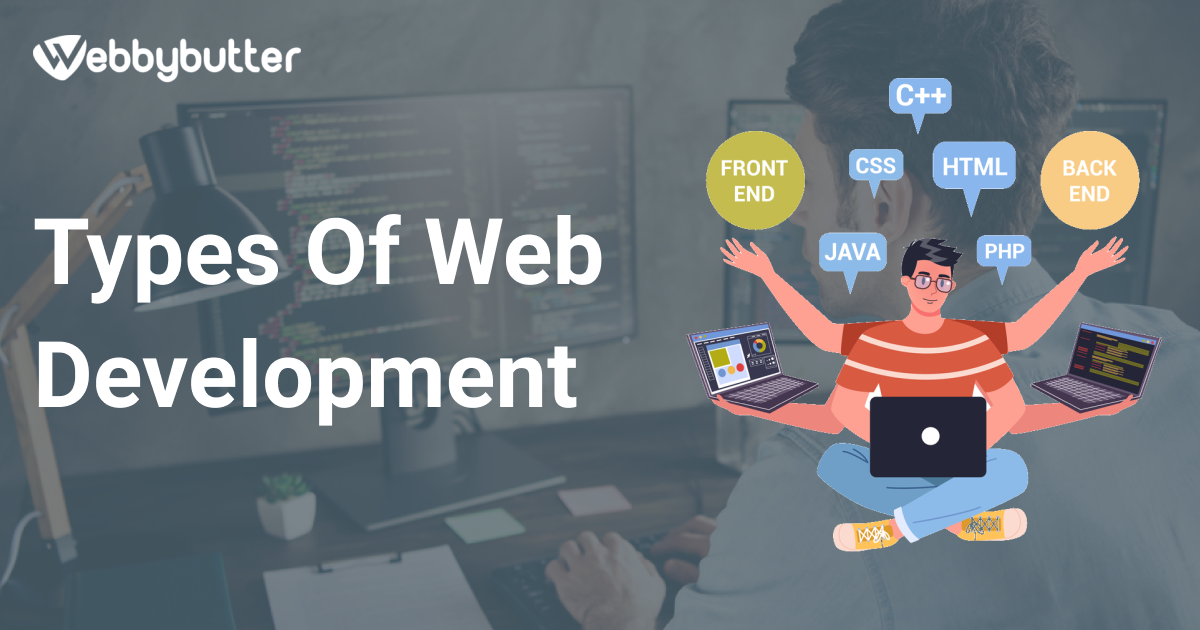 Webbybutter
Types Of Web
Development
C++
CSS
HTML
FRONT
END
BACK
END
JAVA
PHP